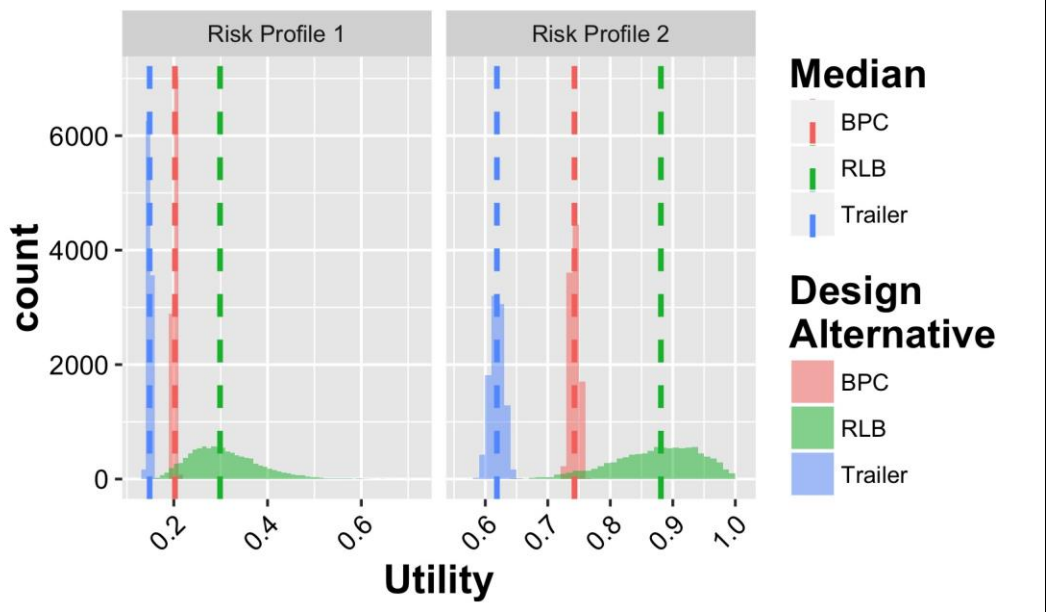 Risk Profile 1
Risk Profile 2
count
6000
4000
2000
0
0.2
0.4
0.6
0.6
0.7
0.8
0.9
1.0
Utility
Median
BPC
RLB
Trailer
Design
Alternative
BPC
RLB
Trailer